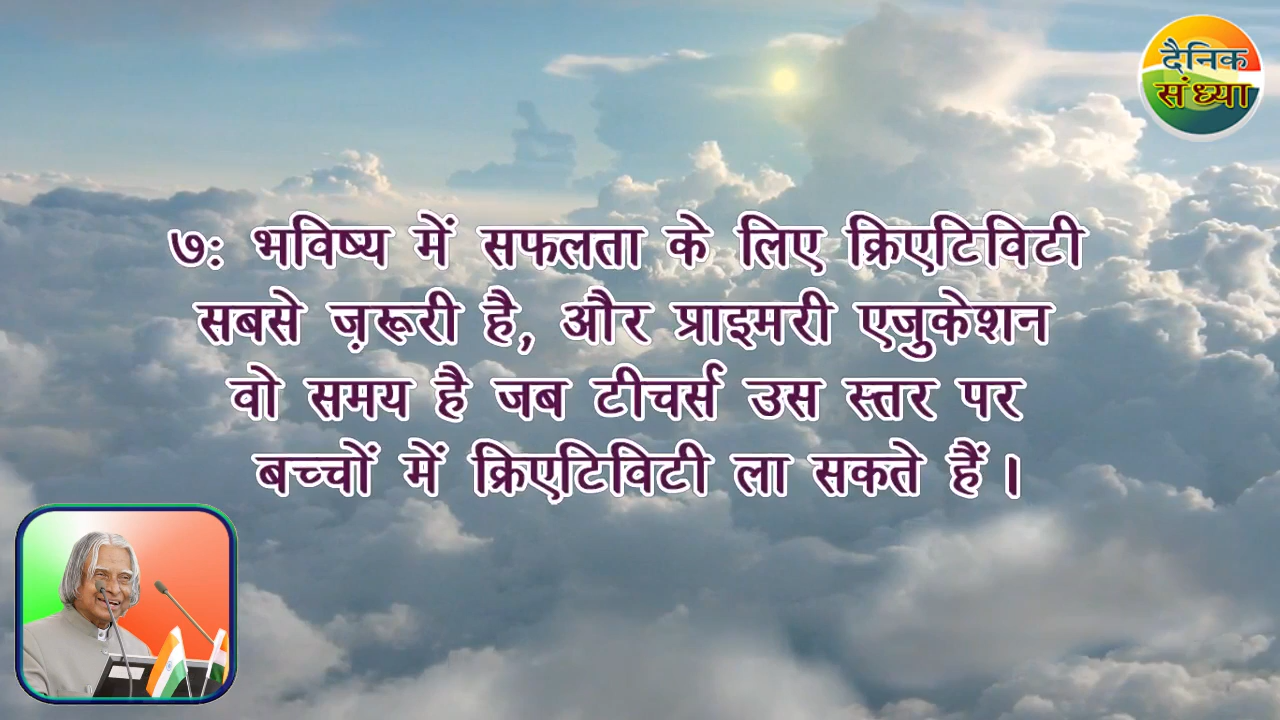 दैनिक
संध्या
७: भविष्य में सफलता के लिए क्रिएटिविटी
सबसे ज़रूरी है, और प्राइमरी एजुकेशन
वो समय है जब टीचर्स उस स्तर पर
बच्चों में क्रिएटिविटी ला सकते हैं।